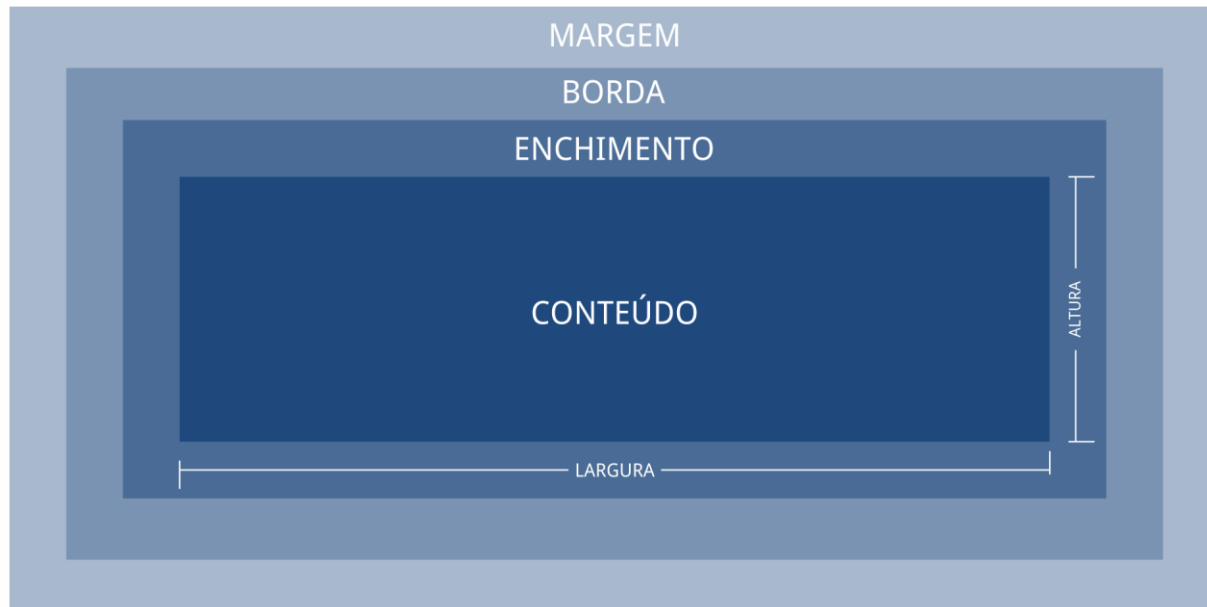 MARGEM
BORDA
ENCHIMENTO
CONTEÚDO
ALTURA
LARGURA